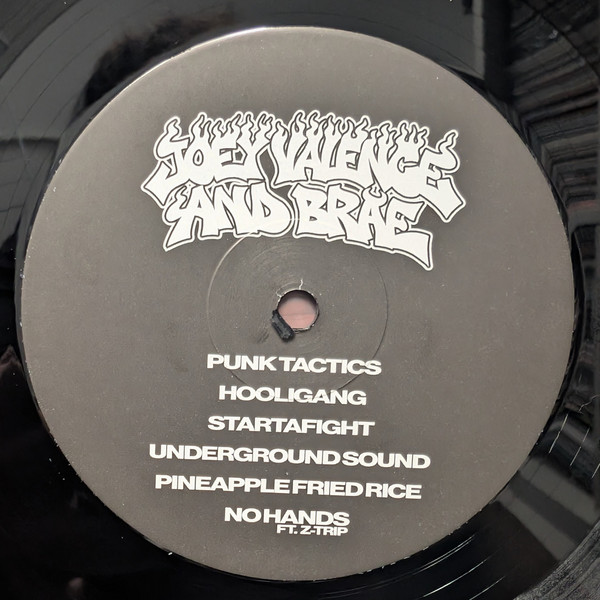 JOEY VALENCE
AND BRAE
PUNK TACTICS
HOOLIGANG
STARTAFIGHT
UNDERGROUND SOUND
PINEAPPLE FRIED RICE
NO HANDS
FT. Z-TRIP